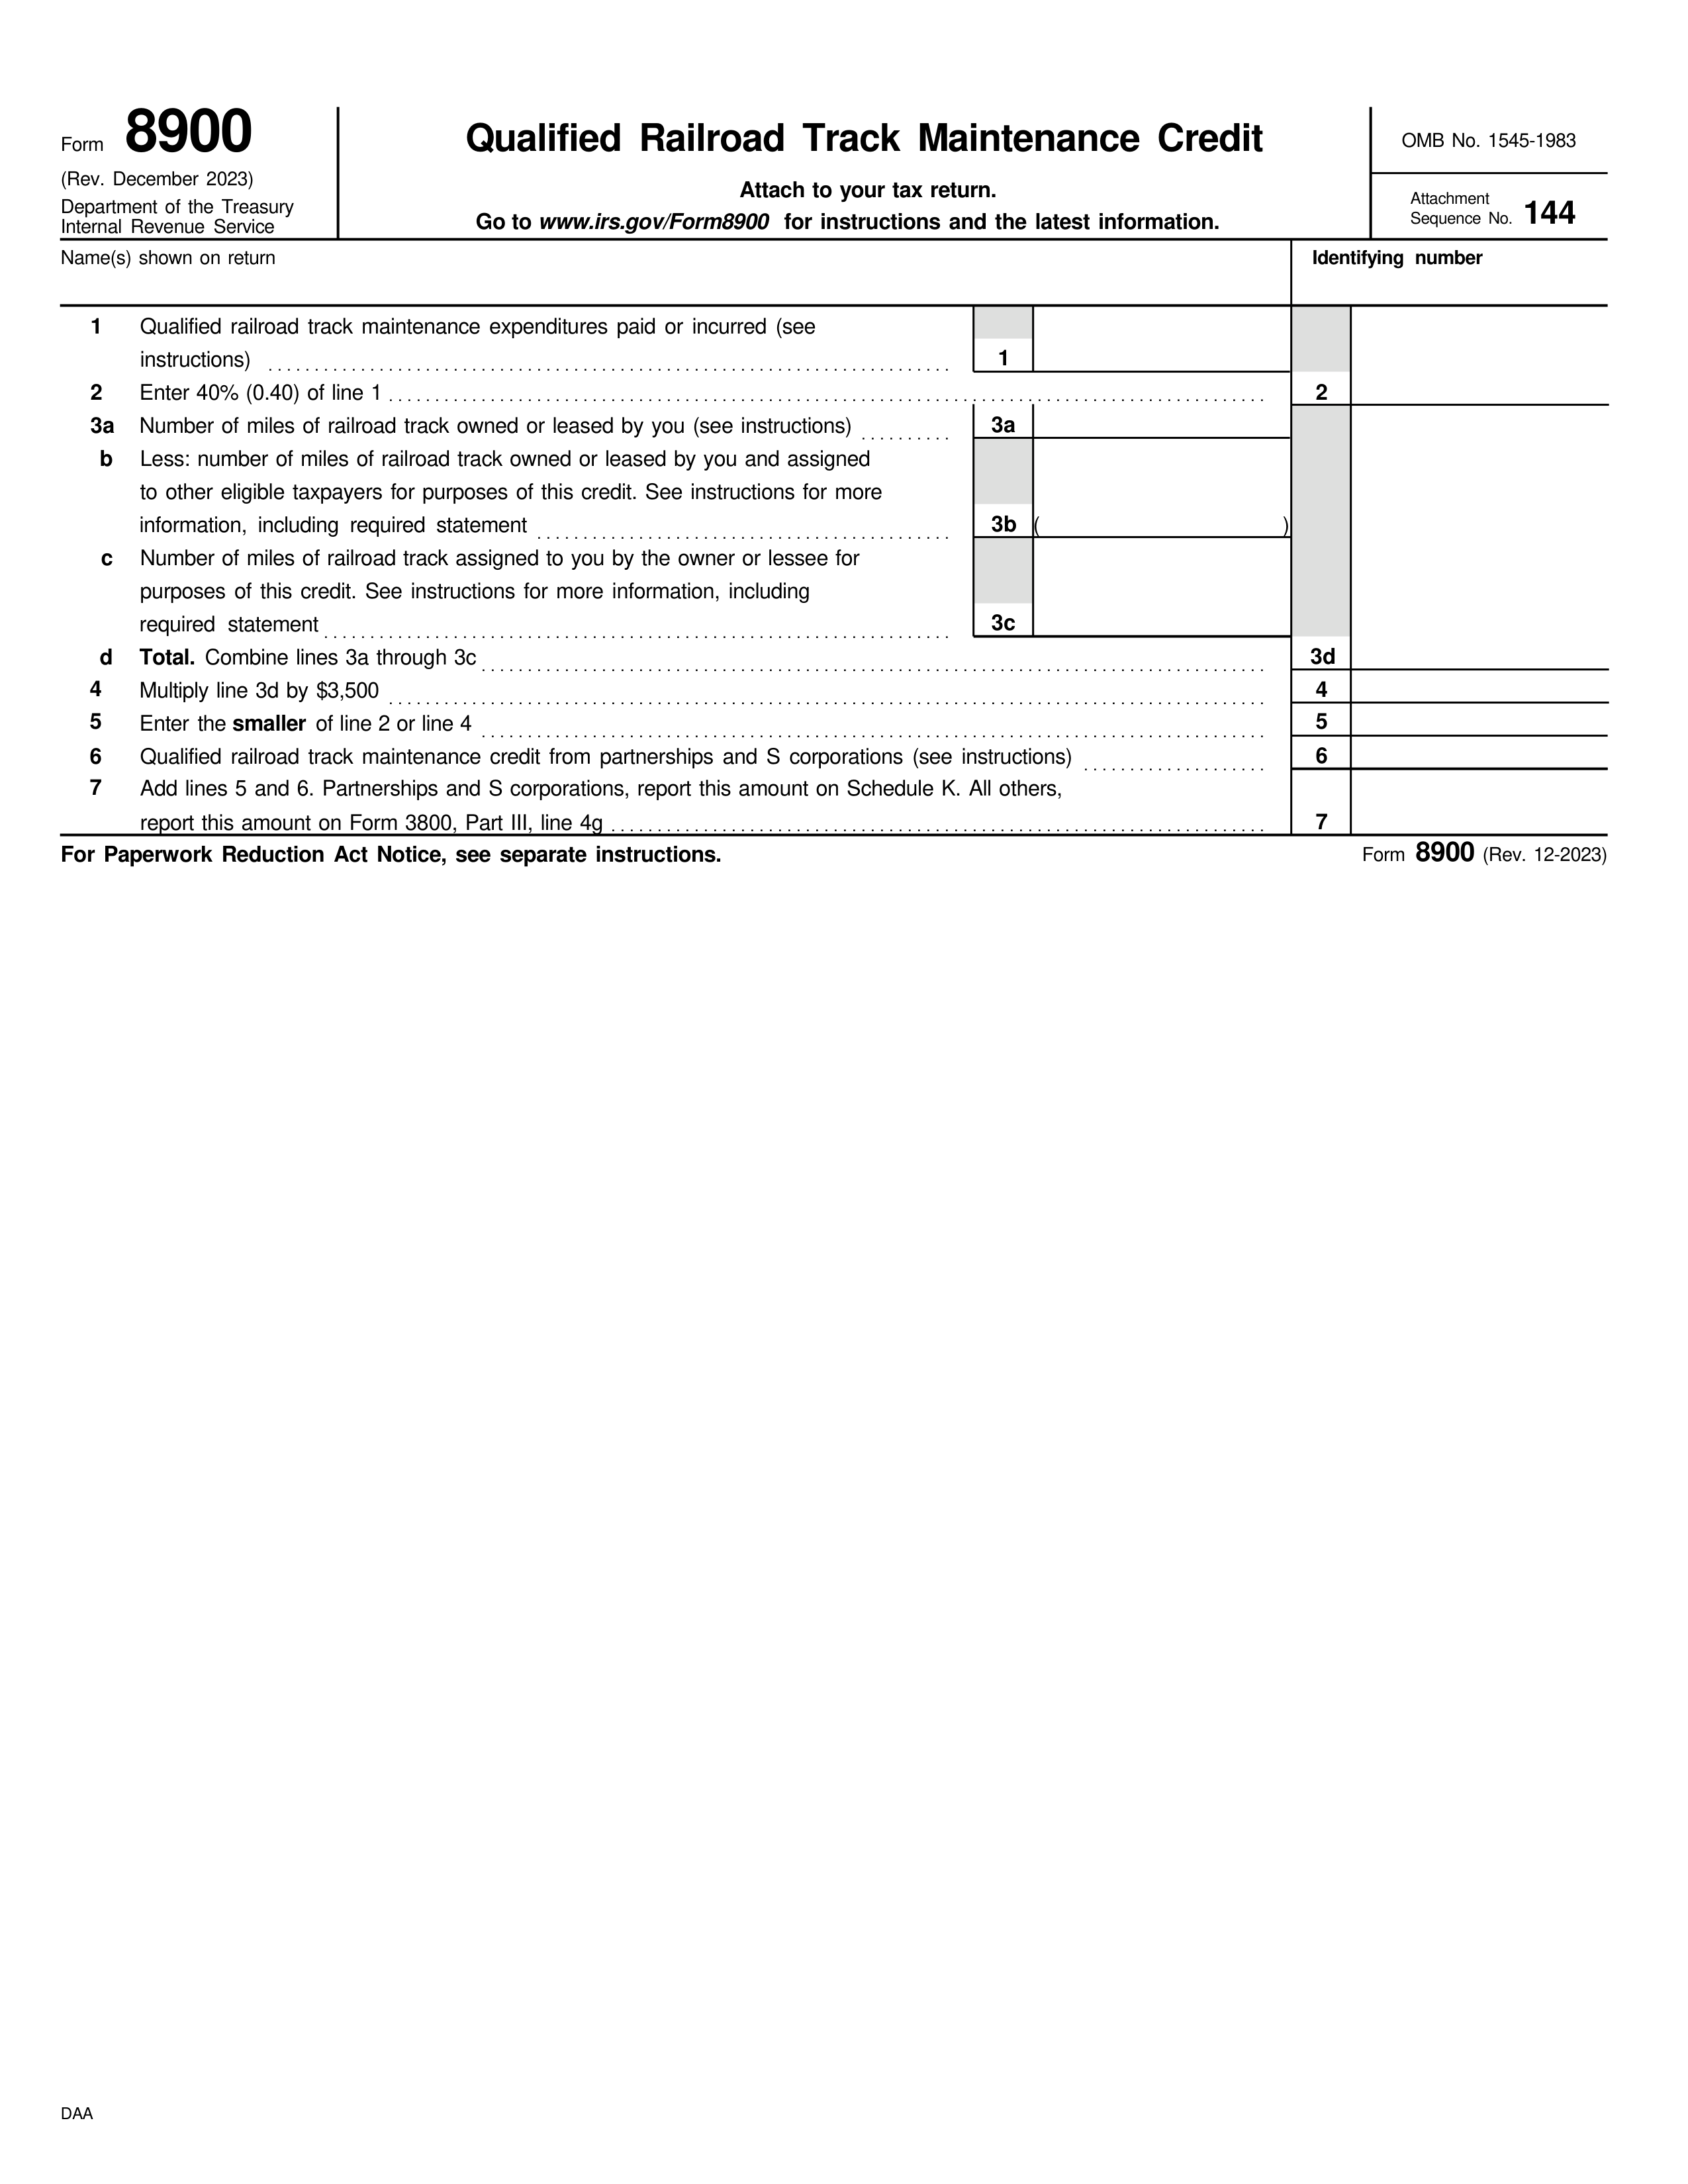 Form 8900
(Rev. December 2023)
Department of the Treasury
Internal Revenue Service
Qualified Railroad Track Maintenance Credit
Attach to your tax return.
Go to www.irs.gov/Form8900 for instructions and the latest information.
OMB No. 1545-1983
Attachment
Sequence No. 144
Name(s) shown on return
Identifying number
1 Qualified railroad track maintenance expenditures paid or incurred (see
instructions) 1
2 Enter 40% (0.40) of line 1 2
3a Number of miles of railroad track owned or leased by you (see instructions) 3a
b Less: number of miles of railroad track owned or leased by you and assigned
to other eligible taxpayers for purposes of this credit. See instructions for more
information, including required statement 3b ( )
c Number of miles of railroad track assigned to you by the owner or lessee for
purposes of this credit. See instructions for more information, including
required statement 3c
d Total. Combine lines 3a through 3c 3d
4 Multiply line 3d by $3,500 4
5 Enter the smaller of line 2 or line 4 5
6 Qualified railroad track maintenance credit from partnerships and S corporations (see instructions) 6
7 Add lines 5 and 6. Partnerships and S corporations, report this amount on Schedule K. All others,
report this amount on Form 3800, Part III, line 4g 7
For Paperwork Reduction Act Notice, see separate instructions.
Form 8900 (Rev. 12-2023)
DAA